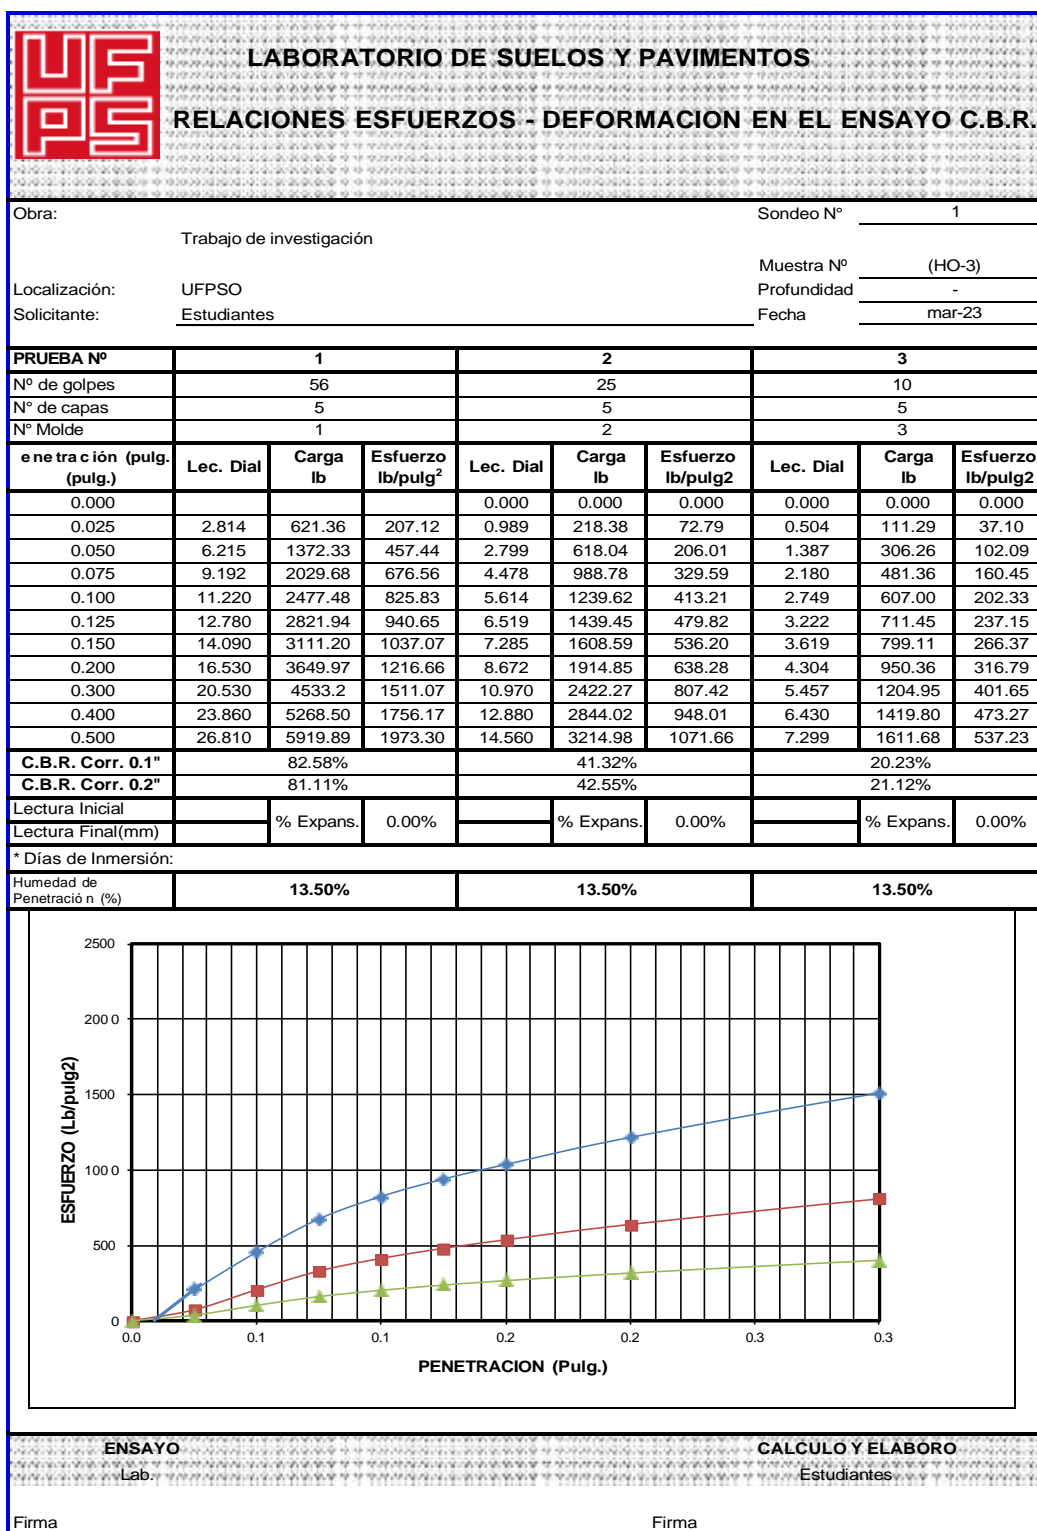 UF
PS
LABORATORIO DE SUELOS Y PAVIMENTOS
RELACIONES ESFUERZOS - DEFORMACION EN EL ENSAYO C.B.R.
Obra: Sondeo N° 1
Trabajo de investigación
Muestra Nº (HO-3)
Localización: UFPSO Profundidad -
Solicitante: Estudiantes Fecha mar-23
PRUEBA Nº 1 2 3
Nº de golpes 56 25 10
N° de capas 5 5 5
N° Molde 1 2 3
enetración (pulg. (pulg.) Lec. Dial Carga lb Esfuerzo lb/pulg² Lec. Dial Carga lb Esfuerzo lb/pulg2 Lec. Dial Carga lb Esfuerzo lb/pulg2
0.000 0.000 0.000 0.000 0.000 0.000 0.000
0.025 2.814 621.36 207.12 0.989 218.38 72.79 0.504 111.29 37.10
0.050 6.215 1372.33 457.44 2.799 618.04 206.01 1.387 306.26 102.09
0.075 9.192 2029.68 676.56 4.478 988.78 329.59 2.180 481.36 160.45
0.100 11.220 2477.48 825.83 5.614 1239.62 413.21 2.749 607.00 202.33
0.125 12.780 2821.94 940.65 6.519 1439.45 479.82 3.222 711.45 237.15
0.150 14.090 3111.20 1037.07 7.285 1608.59 536.20 3.619 799.11 266.37
0.200 16.530 3649.97 1216.66 8.672 1914.85 638.28 4.304 950.36 316.79
0.300 20.530 4533.2 1511.07 10.970 2422.27 807.42 5.457 1204.95 401.65
0.400 23.860 5268.50 1756.17 12.880 2844.02 948.01 6.430 1419.80 473.27
0.500 26.810 5919.89 1973.30 14.560 3214.98 1071.66 7.299 1611.68 537.23
C.B.R. Corr. 0.1" 82.58% 41.32% 20.23%
C.B.R. Corr. 0.2" 81.11% 42.55% 21.12%
Lectura Inicial % Expans. 0.00% % Expans. 0.00% % Expans. 0.00%
Lectura Final(mm)
* Días de Inmersión:
Humedad de
Penetració n (%) 13.50% 13.50% 13.50%
2500
200 0
1500
100 0
500
0
ESFUERZO (Lb/pulg2)
0.0 0.1 0.1 0.2 0.2 0.3 0.3
PENETRACION (Pulg.)
ENSAYO CALCULO Y ELABORO
Lab. Estudiantes
Firma Firma